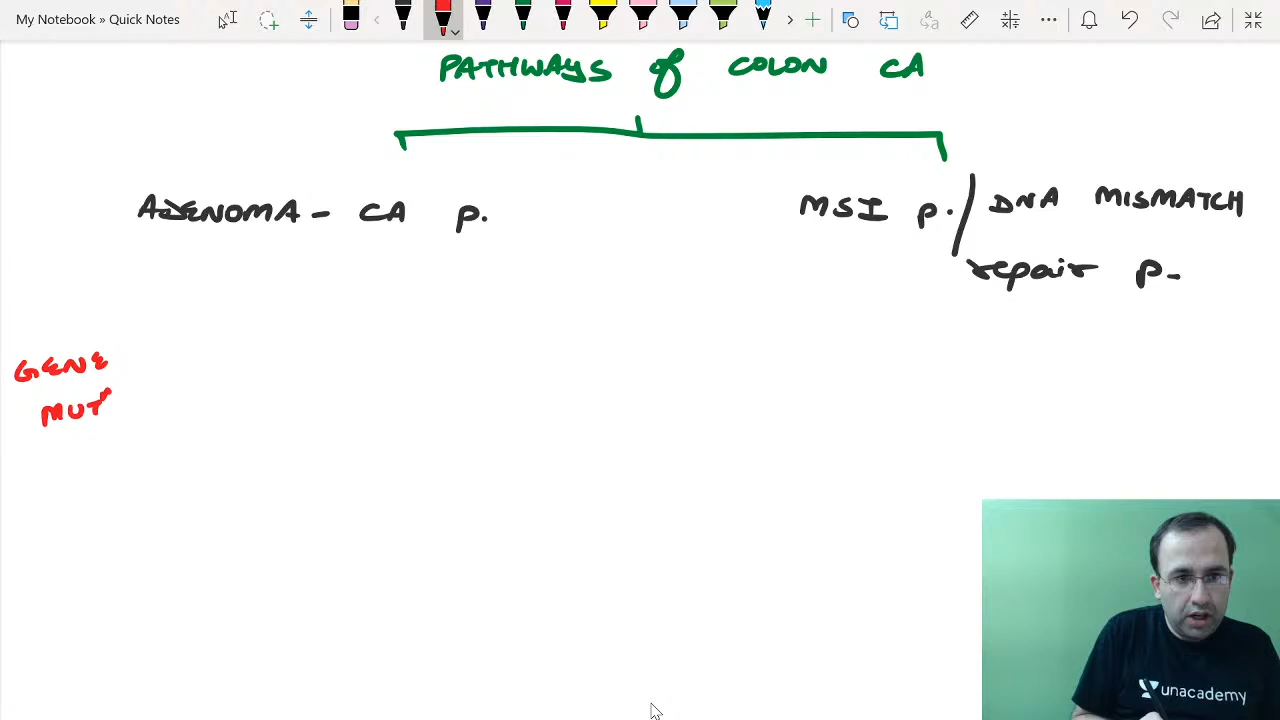 My Notebook » Quick Notes
PATHWAYS of COLON CA
ADENOMA - CA p.
MSI p. / DNA MISMATCH
repair p-
GENE
MUT
unacademy